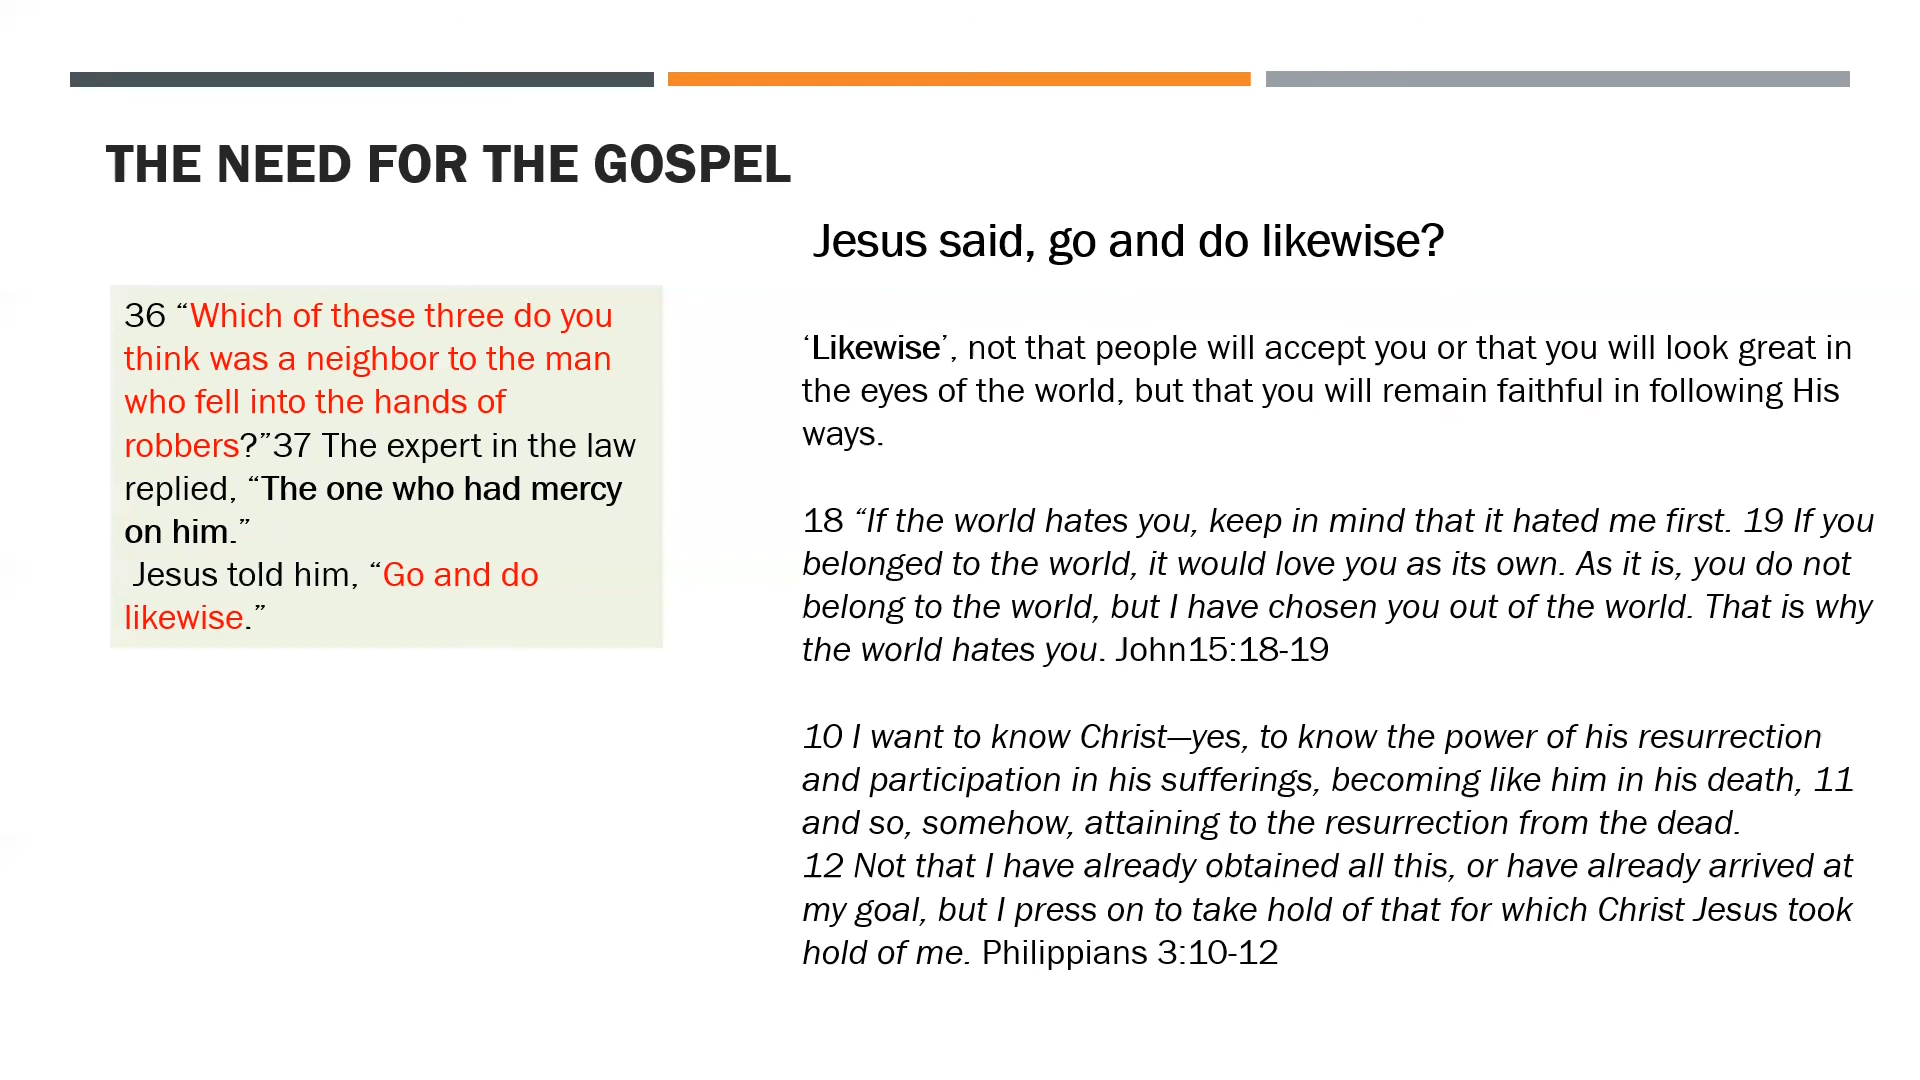 THE NEED FOR THE GOSPEL
Jesus said, go and do likewise?
36 “Which of these three do you
think was a neighbor to the man
who fell into the hands of
robbers?”37 The expert in the law
replied, “The one who had mercy
on him.”
Jesus told him, “Go and do
likewise.”
‘Likewise’, not that people will accept you or that you will look great in
the eyes of the world, but that you will remain faithful in following His
ways.
18 “If the world hates you, keep in mind that it hated me first. 19 If you
belonged to the world, it would love you as its own. As it is, you do not
belong to the world, but I have chosen you out of the world. That is why
the world hates you. John15:18-19
10 I want to know Christ—yes, to know the power of his resurrection
and participation in his sufferings, becoming like him in his death, 11
and so, somehow, attaining to the resurrection from the dead.
12 Not that I have already obtained all this, or have already arrived at
my goal, but I press on to take hold of that for which Christ Jesus took
hold of me. Philippians 3:10-12